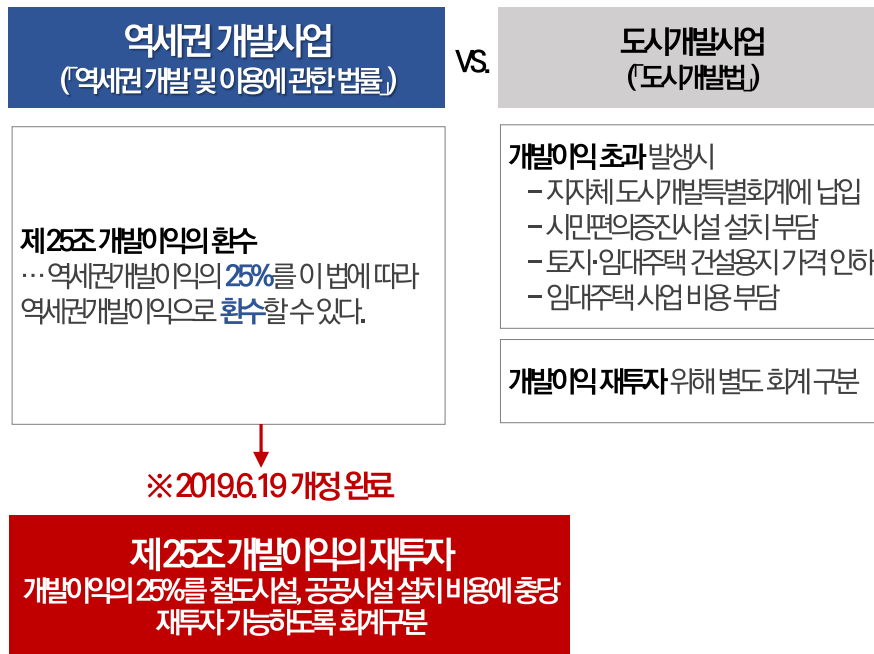 역세권 개발사업
(「역세권 개발 및 이용에 관한 법률」)
VS.
도시개발사업
(「도시개발법」)
제 25조 개발이익의 환수
… 역세권개발이익의 25%를 이 법에 따라
역세권개발이익으로 환수할 수 있다.
개발이익 초과 발생시
– 지자체 도시개발특별회계에 납입
– 시민편의증진시설 설치 부담
– 토지·임대주택 건설용지 가격 인하
– 임대주택 사업 비용 부담
개발이익 재투자 위해 별도 회계 구분
※ 2019.6.19 개정 완료
제 25조 개발이익의 재투자
개발이익의 25%를 철도시설, 공공시설 설치 비용에 충당
재투자 가능하도록 회계구분